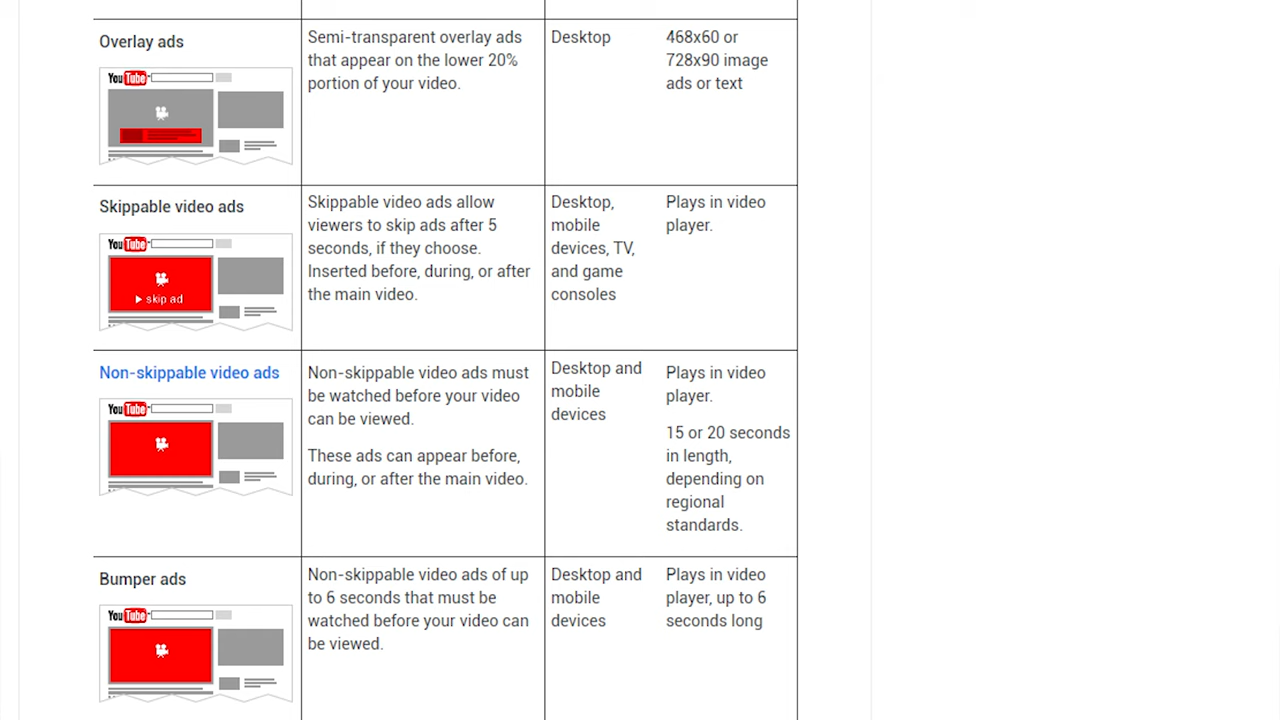 Overlay ads
YouTube
Semi-transparent overlay ads
that appear on the lower 20%
portion of your video.
Desktop
468x60 or
728x90 image
ads or text
Skippable video ads
YouTube
skip ad
Skippable video ads allow
viewers to skip ads after 5
seconds, if they choose.
Inserted before, during, or after
the main video.
Desktop,
mobile
devices, TV,
and game
consoles
Plays in video
player.
Non-skippable video ads
YouTube
Non-skippable video ads must
be watched before your video
can be viewed.
These ads can appear before,
during, or after the main video.
Desktop and
mobile
devices
Plays in video
player.
15 or 20 seconds
in length,
depending on
regional
standards.
Bumper ads
YouTube
Non-skippable video ads of up
to 6 seconds that must be
watched before your video can
be viewed.
Desktop and
mobile
devices
Plays in video
player, up to 6
seconds long